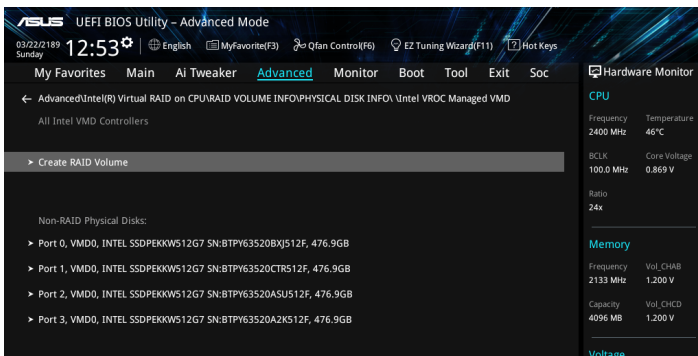 ASUS UEFI BIOS Utility – Advanced Mode
03/22/2189 Sunday 12:53 English MyFavorite(F3) Qfan Control(F6) EZ Tuning Wizard(F11) ? Hot Keys
My Favorites Main Ai Tweaker Advanced Monitor Boot Tool Exit Soc
← Advanced\Intel(R) Virtual RAID on CPU\RAID VOLUME INFO\PHYSICAL DISK INFO\ \Intel VROC Managed VMD
All Intel VMD Controllers
> Create RAID Volume
Non-RAID Physical Disks:
> Port 0, VMD0, INTEL SSDPEKKW512G7 SN:BTPY63520BXJ512F, 476.9GB
> Port 1, VMD0, INTEL SSDPEKKW512G7 SN:BTPY63520CTR512F, 476.9GB
> Port 2, VMD0, INTEL SSDPEKKW512G7 SN:BTPY63520ASU512F, 476.9GB
> Port 3, VMD0, INTEL SSDPEKKW512G7 SN:BTPY63520A2K512F, 476.9GB
Hardware Monitor
CPU
Frequency Temperature
2400 MHz 46°C
BCLK Core Voltage
100.0 MHz 0.869 V
Ratio
24x
Memory
Frequency Vol_CHAB
2133 MHz 1.200 V
Capacity Vol_CHCD
4096 MB 1.200 V
Voltage